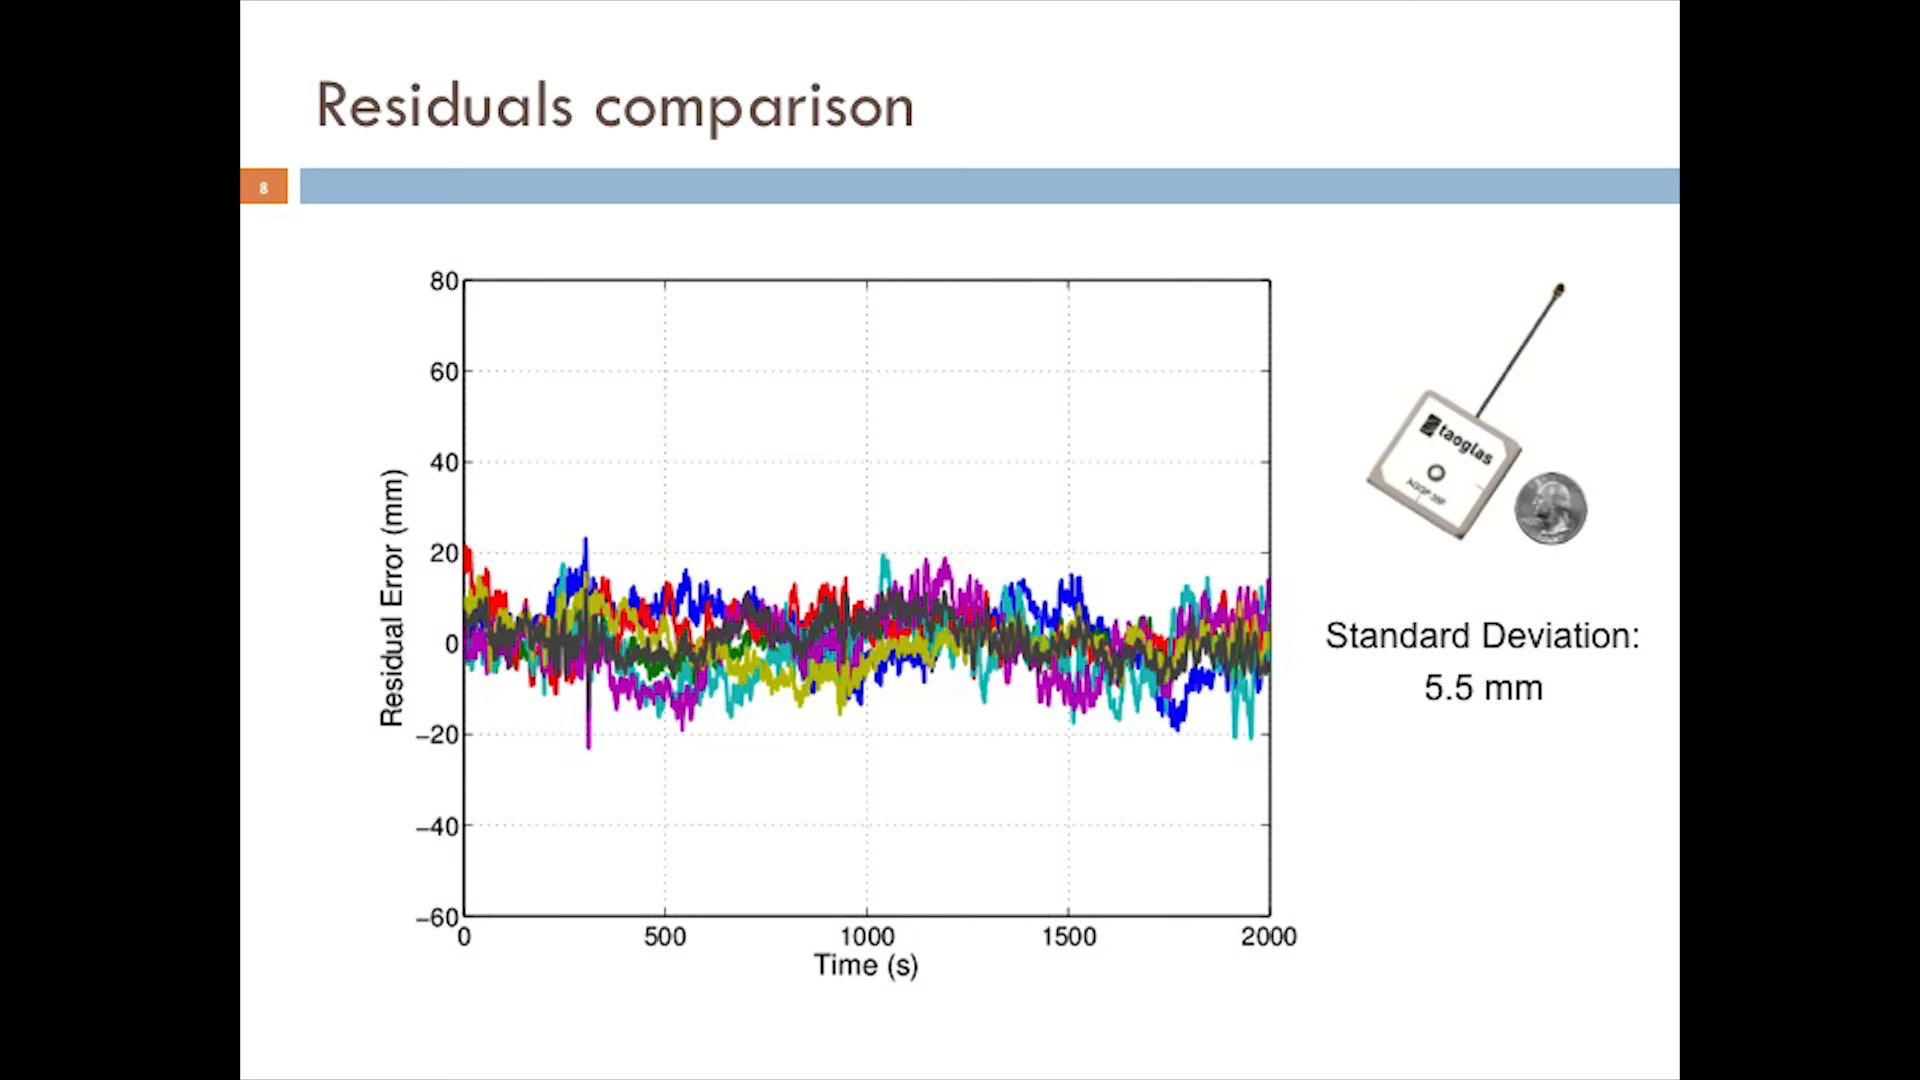 Residuals comparison
8
80
60
40
20
0
−20
−40
−60
Residual Error (mm)
0 500 1000 1500 2000
Time (s)
taoglas
Standard Deviation:
5.5 mm